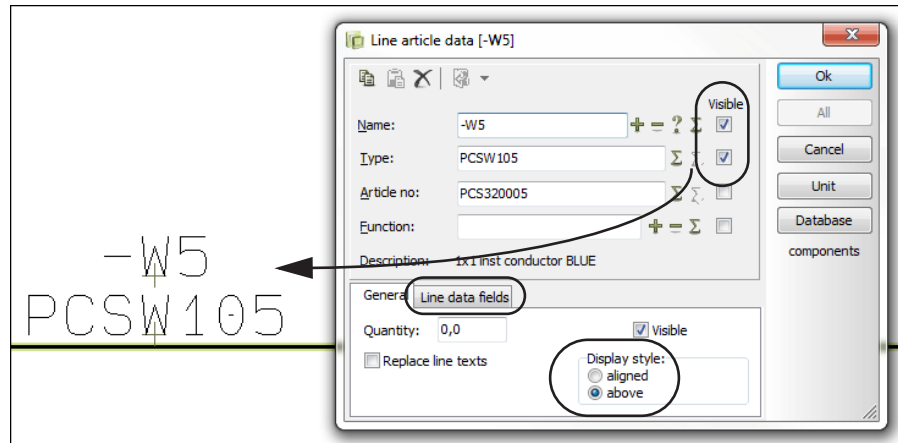 Line article data [-W5]
Visible
Name: -W5
Type: PCSW105
Article no: PCS320005
Function:
Description: 1x1 inst conductor BLUE
General Line data fields
Quantity: 0,0 Visible
Replace line texts
Display style:
aligned
above
Ok
All
Cancel
Unit
Database
components
-W5
PCSW105